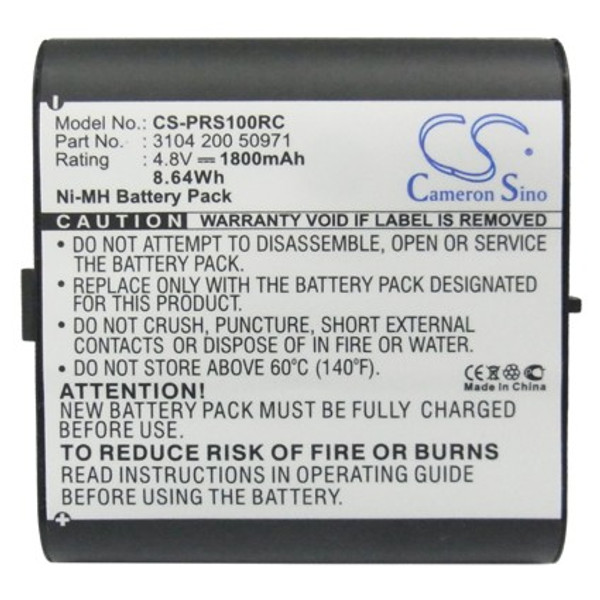 Model No.: CS-PRS100RC
Part No. : 3104 200 50971
Rating : 4.8V 1800mAh
8.64Wh
Ni-MH Battery Pack
CS
Cameron Sino
CAUTION WARRANTY VOID IF LABEL IS REMOVED
• DO NOT ATTEMPT TO DISASSEMBLE, OPEN OR SERVICE
THE BATTERY PACK.
• REPLACE ONLY WITH THE BATTERY PACK DESIGNATED
FOR THIS PRODUCT.
• DO NOT CRUSH, PUNCTURE, SHORT EXTERNAL
CONTACTS OR DISPOSE OF IN FIRE OR WATER.
• DO NOT STORE ABOVE 60°C (140°F).
CE
Made In China
ATTENTION!
NEW BATTERY PACK MUST BE FULLY CHARGED
BEFORE USE.
TO REDUCE RISK OF FIRE OR BURNS
READ INSTRUCTIONS IN OPERATING GUIDE
BEFORE USING THE BATTERY PACK.